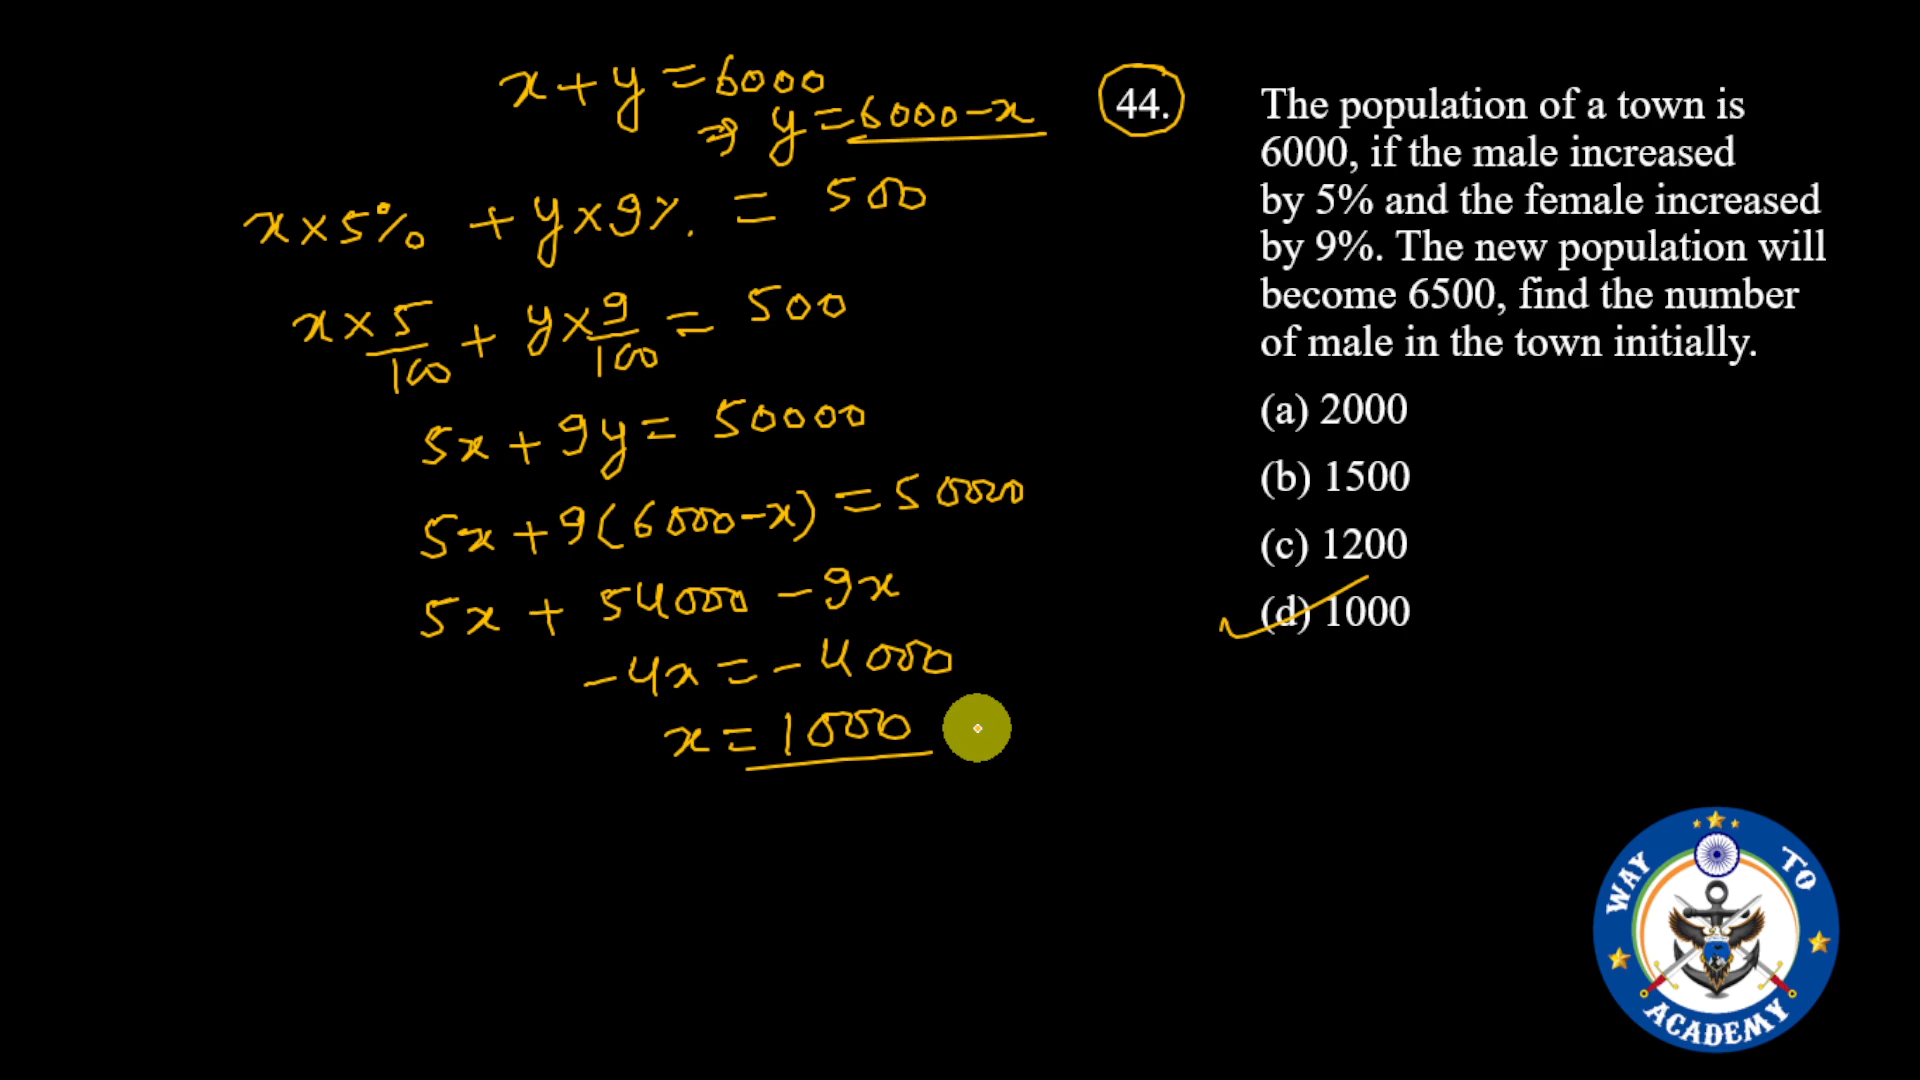 x + y = 6000
⇒ y = 6000 - x
x × 5% + y × 9% = 500
x × 5/100 + y × 9/100 = 500
5x + 9y = 50000
5x + 9(6000 - x) = 50000
5x + 54000 - 9x
-4x = -4000
x = 1000
44. The population of a town is
6000, if the male increased
by 5% and the female increased
by 9%. The new population will
become 6500, find the number
of male in the town initially.
(a) 2000
(b) 1500
(c) 1200
(d) 1000
WAY TO
ACADEMY